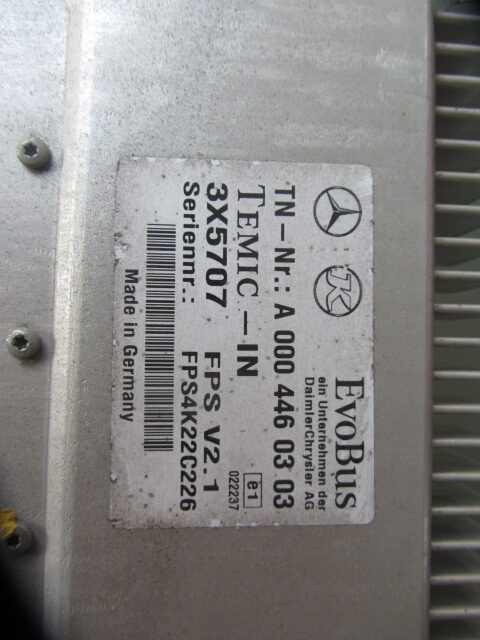 EvoBus
ein Unternehmen der
DaimlerChrysler AG
K
TN-Nr.: A 000 446 03 03
TEMIC-IN
e1
022237
3X5707 FPS V2.1
Seriennr.: FPS4K22C226
Made in Germany